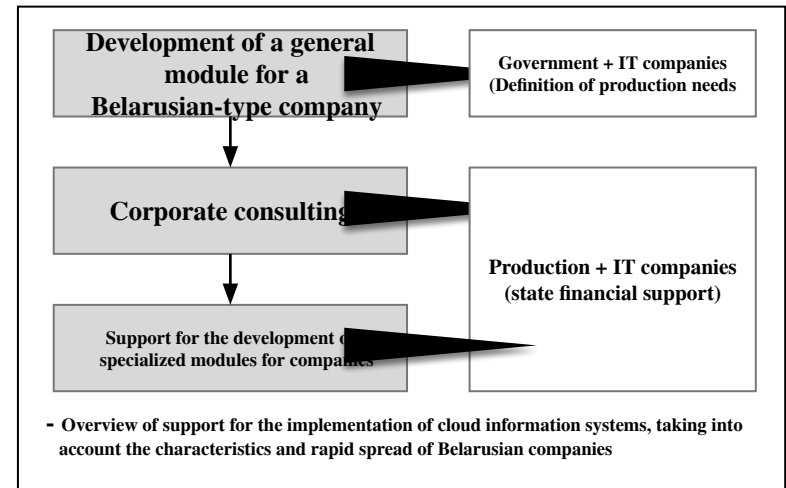 Development of a general
module for a
Belarusian-type company
Government + IT companies
(Definition of production needs
Corporate consulting
Production + IT companies
(state financial support)
Support for the development
specialized modules for companies
- Overview of support for the implementation of cloud information systems, taking into
account the characteristics and rapid spread of Belarusian companies